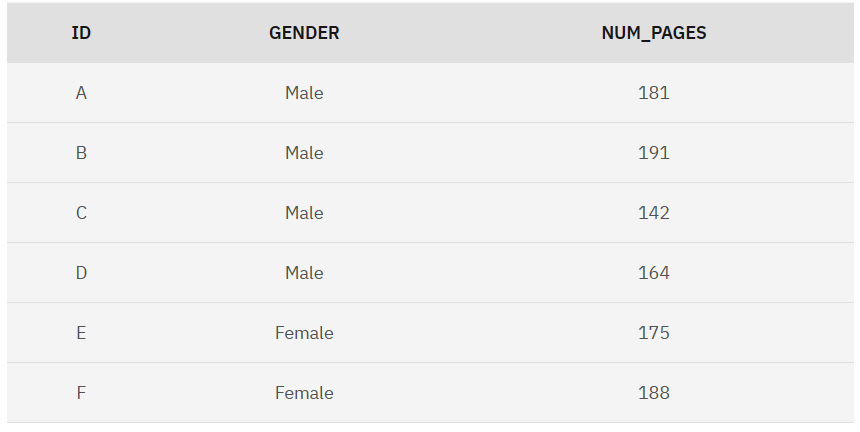 ID GENDER NUM_PAGES
A Male 181
B Male 191
C Male 142
D Male 164
E Female 175
F Female 188